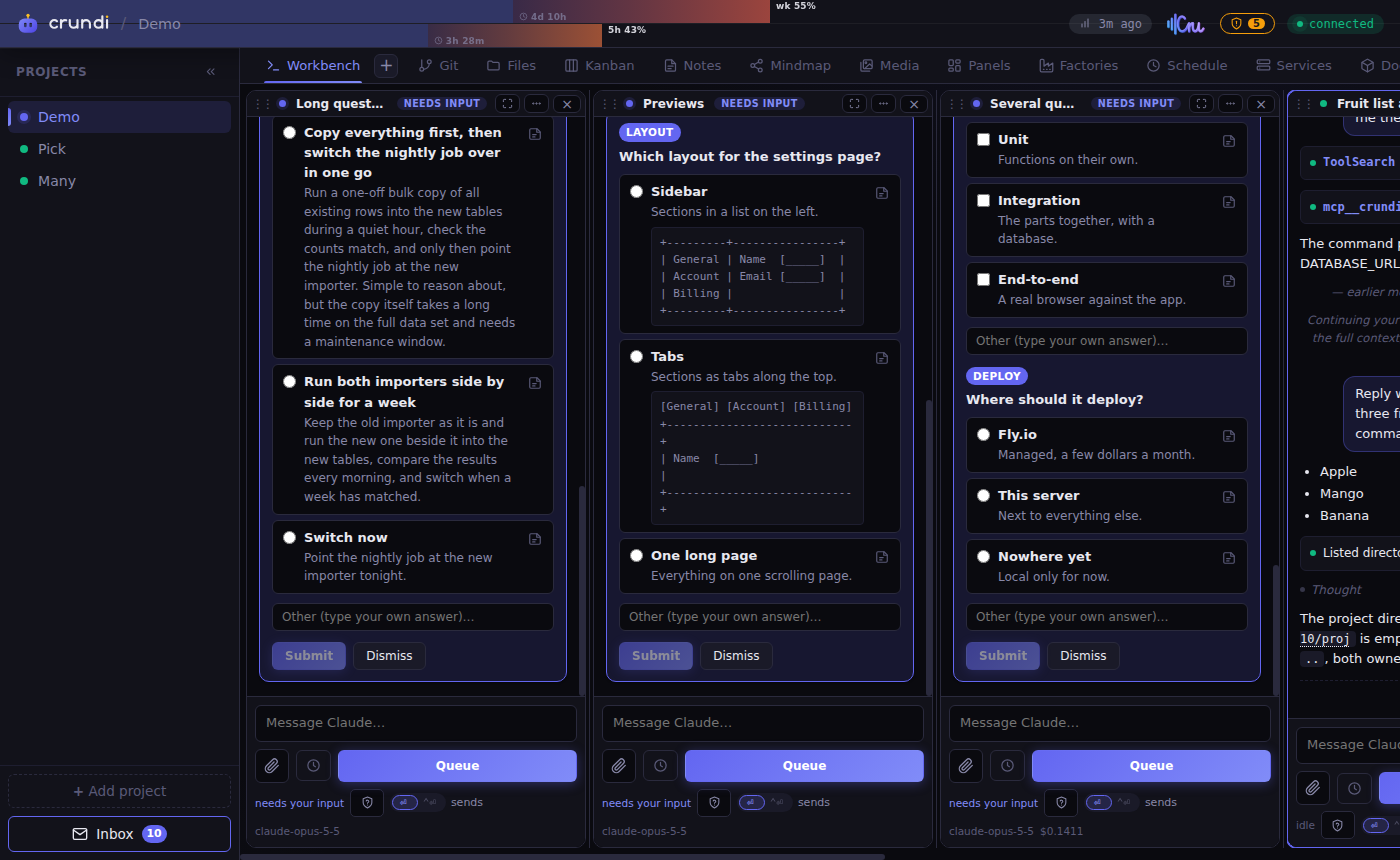 crundi / Demo
4d 10h
wk 55%
3h 28m
5h 43%
3m ago
5
connected
PROJECTS
Demo
Pick
Many
+ Add project
Inbox 10
Workbench
Git
Files
Kanban
Notes
Mindmap
Media
Panels
Factories
Schedule
Services
Do
Long quest... NEEDS INPUT
Copy everything first, then
switch the nightly job over
in one go
Run a one-off bulk copy of all
existing rows into the new tables
during a quiet hour, check the
counts match, and only then point
the nightly job at the new
importer. Simple to reason about,
but the copy itself takes a long
time on the full data set and needs
a maintenance window.
Run both importers side by
side for a week
Keep the old importer as it is and
run the new one beside it into the
new tables, compare the results
every morning, and switch when a
week has matched.
Switch now
Point the nightly job at the new
importer tonight.
Other (type your own answer)...
Submit Dismiss
Message Claude...
Queue
needs your input
sends
claude-opus-5-5
Previews NEEDS INPUT
LAYOUT
Which layout for the settings page?
Sidebar
Sections in a list on the left.
+---------+----------------+
| General | Name  [_____]  |
| Account | Email [_____]  |
| Billing |                |
+---------+----------------+
Tabs
Sections as tabs along the top.
[General] [Account] [Billing]
+----------------------------
+
| Name  [_____]
|
+----------------------------
+
One long page
Everything on one scrolling page.
Other (type your own answer)...
Submit Dismiss
Message Claude...
Queue
needs your input
sends
claude-opus-5-5
Several qu... NEEDS INPUT
Unit
Functions on their own.
Integration
The parts together, with a
database.
End-to-end
A real browser against the app.
Other (type your own answer)...
DEPLOY
Where should it deploy?
Fly.io
Managed, a few dollars a month.
This server
Next to everything else.
Nowhere yet
Local only for now.
Other (type your own answer)...
Submit Dismiss
Message Claude...
Queue
needs your input
sends
claude-opus-5-5 $0.1411
Fruit list a
me the
ToolSearch
mcp__crundi
The command p
DATABASE_URL
— earlier me
Continuing your
the full context
Reply w
three fr
comma
Apple
Mango
Banana
Listed directo
Thought
The project dire
10/proj is emp
.., both owne
Message Clau
idle